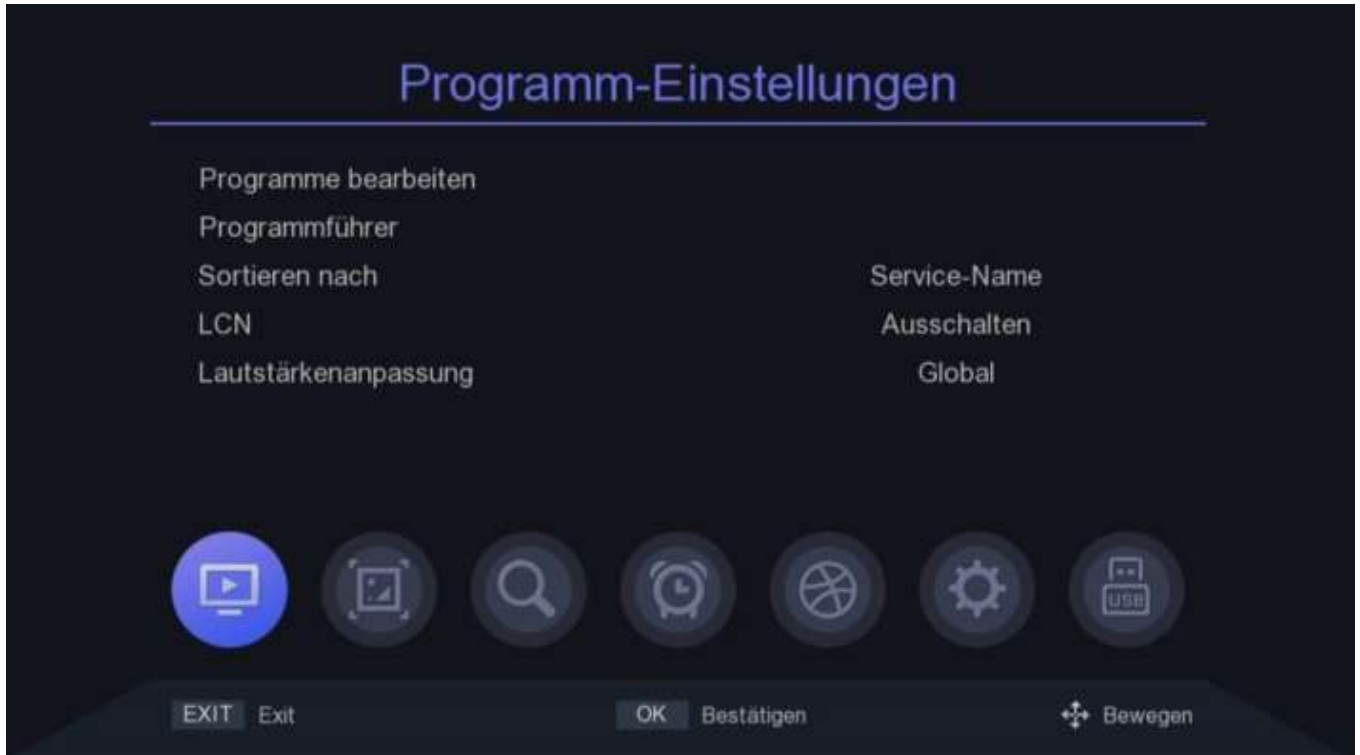 Programm-Einstellungen
Programme bearbeiten
Programmführer
Sortieren nach Service-Name
LCN Ausschalten
Lautstärkenanpassung Global
USB
EXIT Exit OK Bestätigen Bewegen